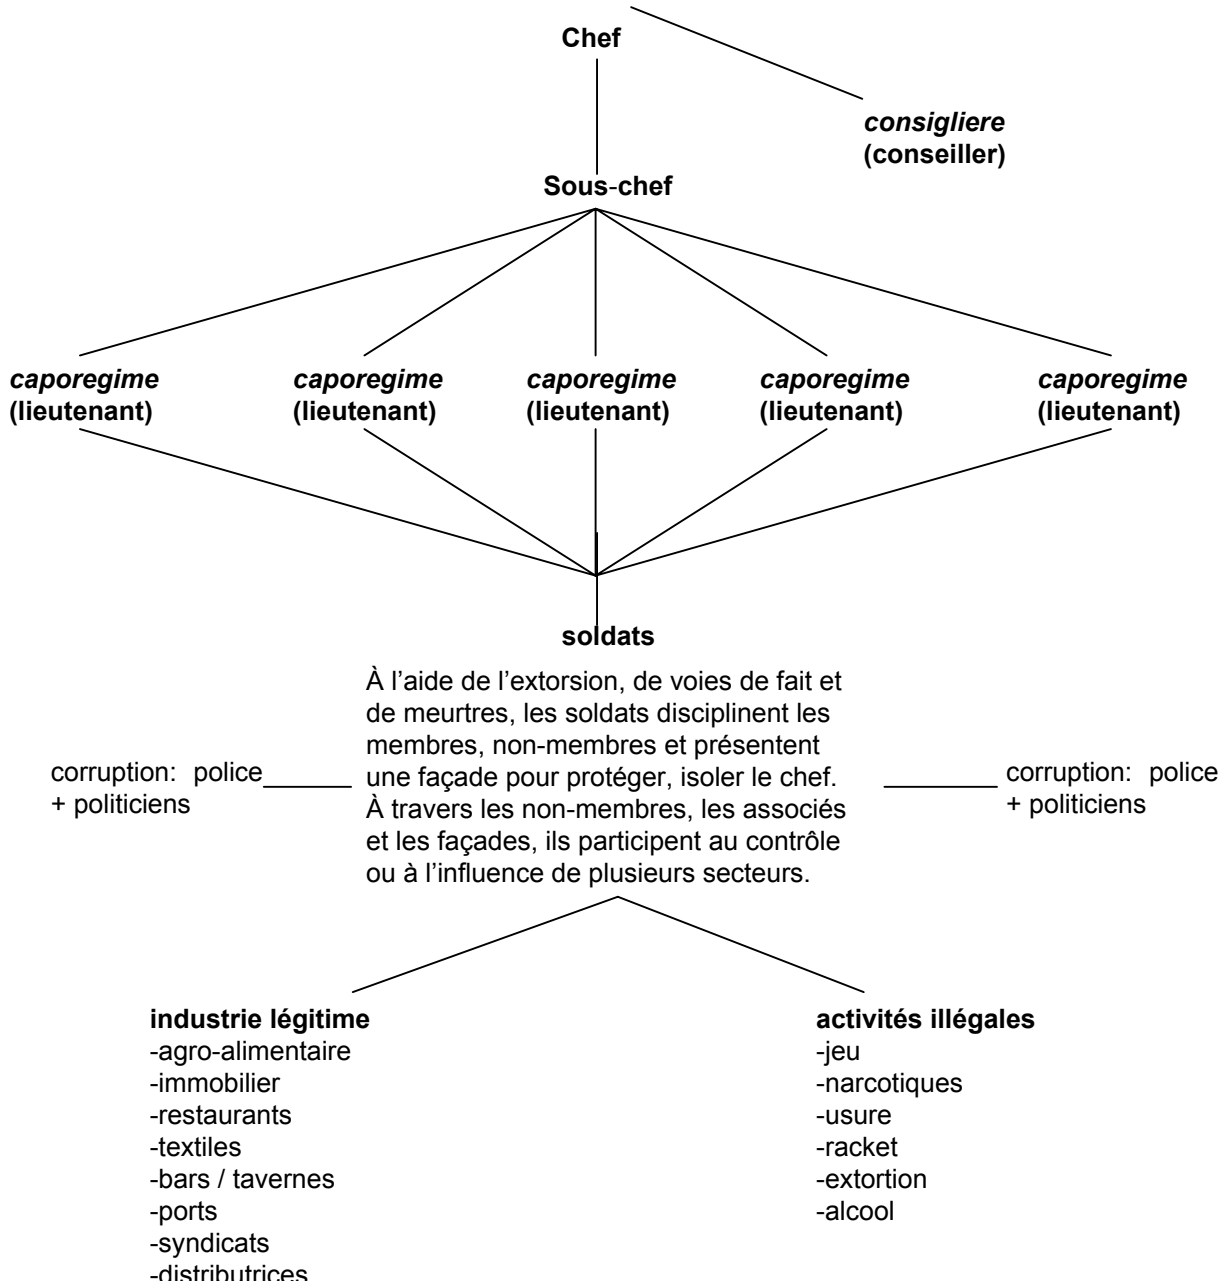 Chef
consigliere
(conseiller)
Sous-chef
caporegime
(lieutenant)
caporegime
(lieutenant)
caporegime
(lieutenant)
caporegime
(lieutenant)
caporegime
(lieutenant)
soldats
À l’aide de l’extorsion, de voies de fait et
de meurtres, les soldats disciplinent les
membres, non-membres et présentent
une façade pour protéger, isoler le chef.
À travers les non-membres, les associés
et les façades, ils participent au contrôle
ou à l’influence de plusieurs secteurs.
corruption: police
+ politiciens
corruption: police
+ politiciens
industrie légitime
-agro-alimentaire
-immobilier
-restaurants
-textiles
-bars / tavernes
-ports
-syndicats
-distributrices
activités illégales
-jeu
-narcotiques
-usure
-racket
-extortion
-alcool